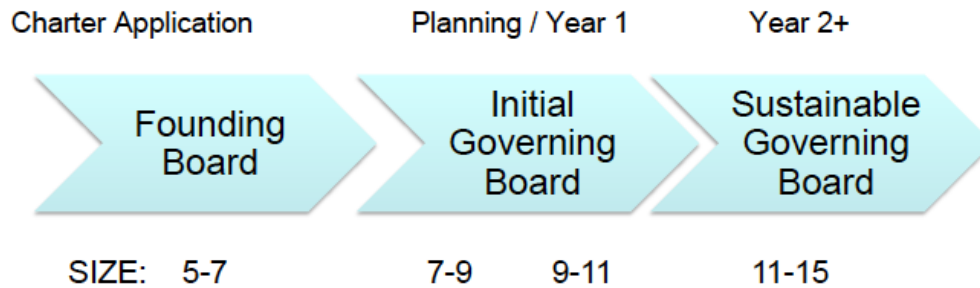 Charter Application
Planning / Year 1
Year 2+
Founding
Board
Initial
Governing
Board
Sustainable
Governing
Board
SIZE: 5-7
7-9
9-11
11-15